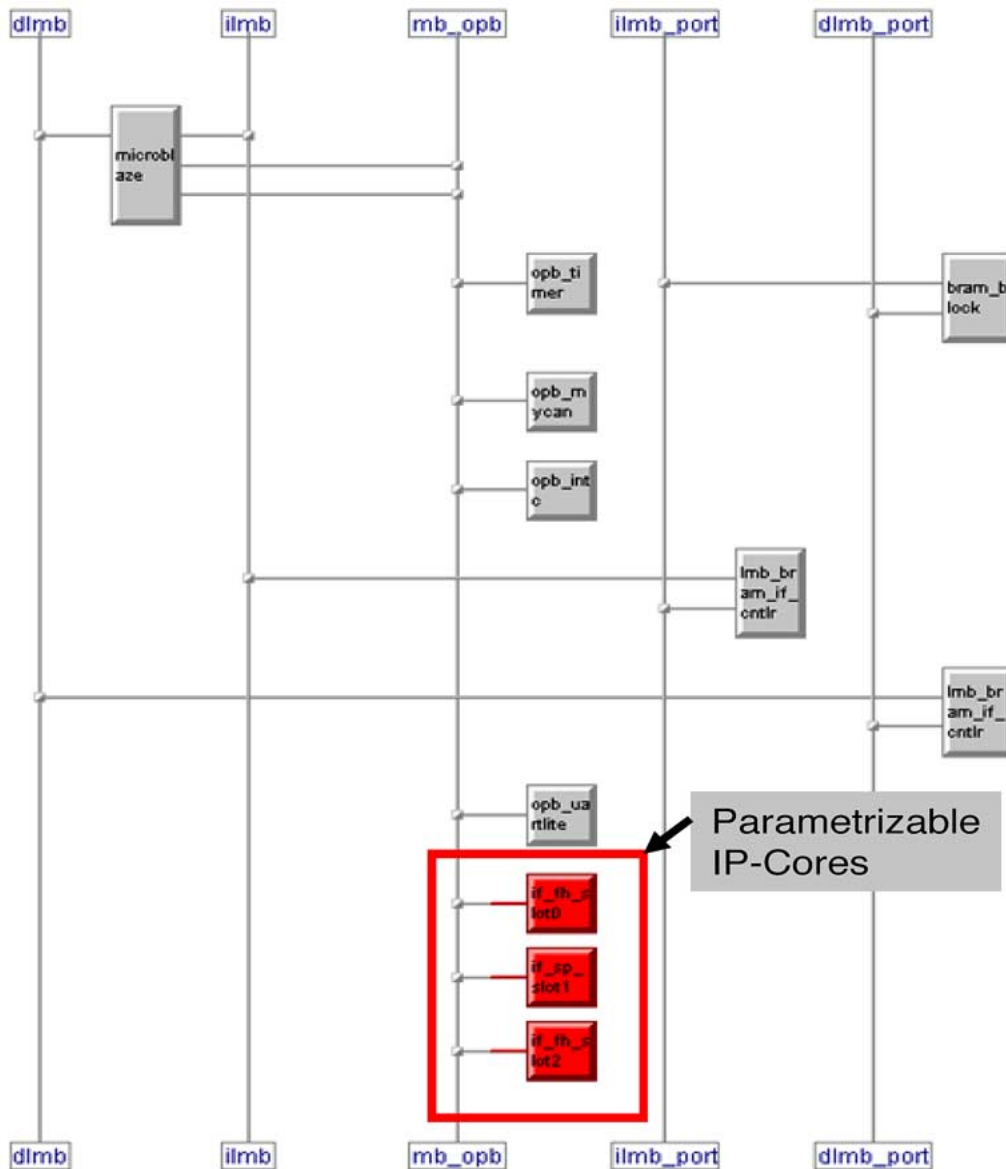 dlmb
ilmb
mb_opb
ilmb_port
dlmb_port
microbl
aze
opb_ti
mer
bram_b
lock
opb_m
ycan
opb_int
c
lmb_br
am_if_
cntlr
lmb_br
am_if_
cntlr
opb_ua
rtlite
Parametrizable
IP-Cores
if_fh_s
lot0
if_sp_
slot1
if_fh_s
lot2
dlmb
ilmb
mb_opb
ilmb_port
dlmb_port